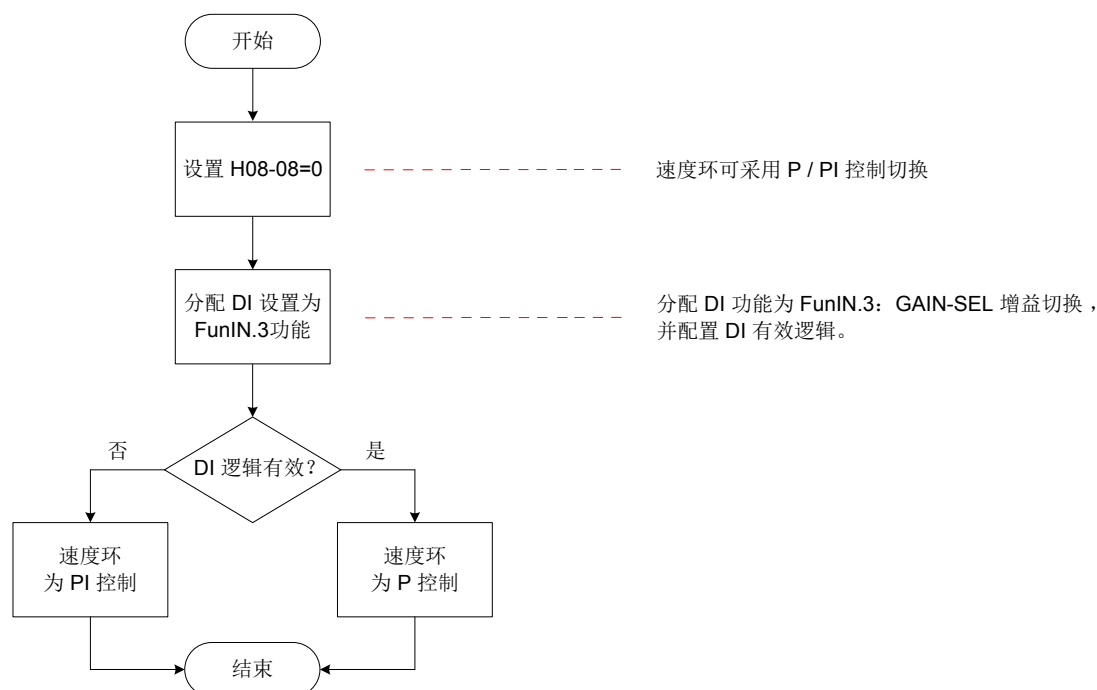 开始
设置 H08-08=0
速度环可采用 P / PI 控制切换
分配 DI 设置为
FunIN.3功能
分配 DI 功能为 FunIN.3：GAIN-SEL 增益切换，
并配置 DI 有效逻辑。
否
DI 逻辑有效？
是
速度环
为 PI 控制
速度环
为 P 控制
结束